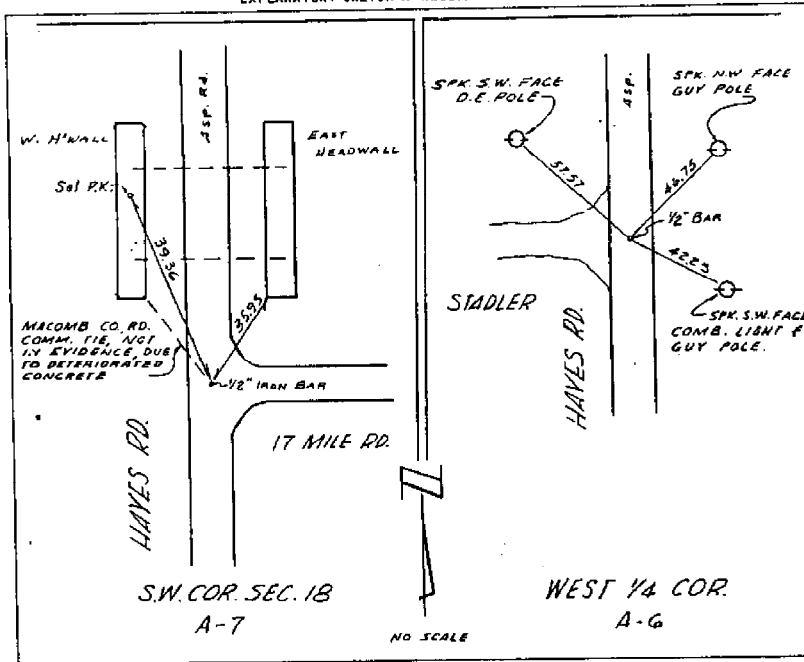 Asp. Rd.
W. H'WALL
EAST
HEADWALL
Set P.K.
39.36
35.95
MACOMB CO. RD.
COMM. TIE, NOT
IN EVIDENCE, DUE
TO DETERIORATED
CONCRETE
1/2" IRON BAR
17 MILE RD.
HAYES RD.
S.W. COR. SEC. 18
A-7
NO SCALE
SPK. S.W. FACE
D.E. POLE
ASP.
SPK. N.W. FACE
GUY POLE
57.57
46.75
1/2" BAR
42.23
STADLER
SPK. S.W. FACE
COMB. LIGHT &
GUY POLE.
HAYES RD.
WEST 1/4 COR.
A-6